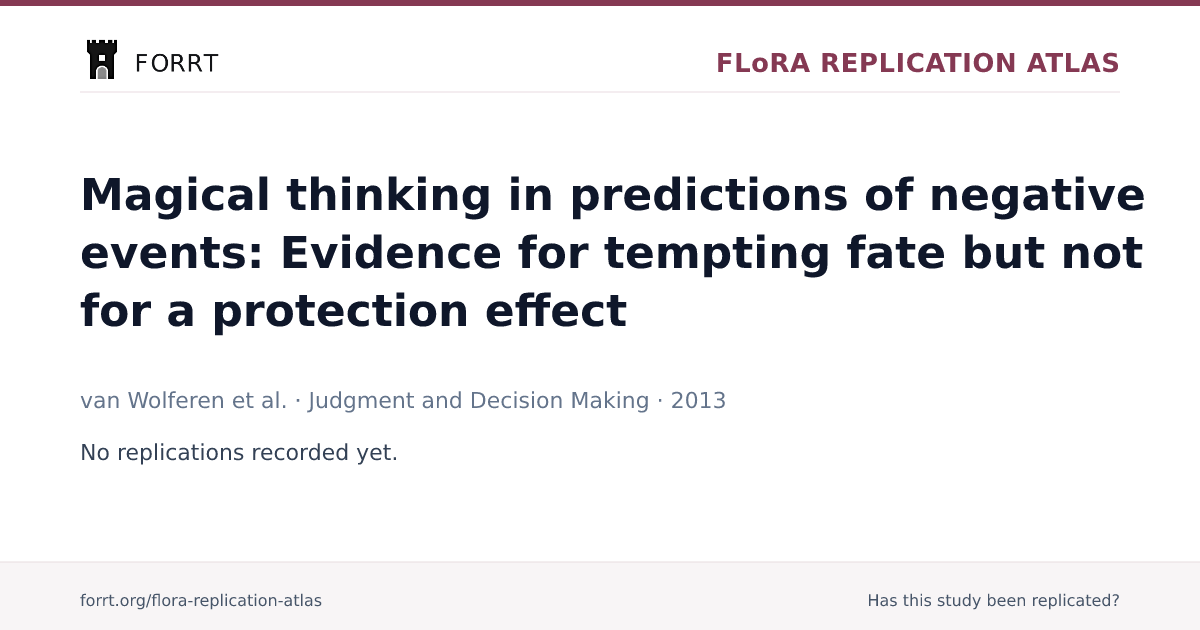 FORRT
FLoRA REPLICATION ATLAS
Magical thinking in predictions of negative
events: Evidence for tempting fate but not
for a protection effect
van Wolferen et al. · Judgment and Decision Making · 2013
No replications recorded yet.
forrt.org/flora-replication-atlas
Has this study been replicated?